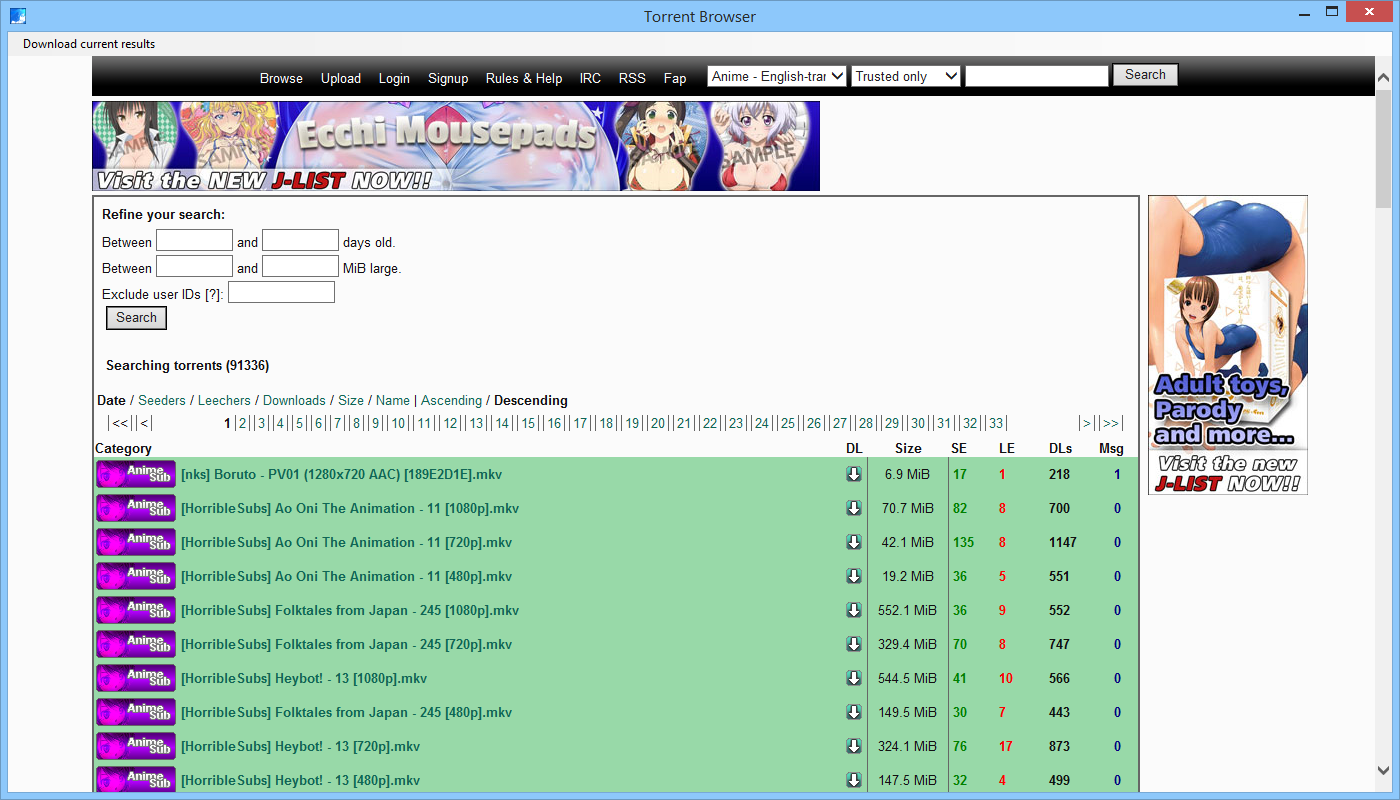 Torrent Browser
Download current results
Browse Upload Login Signup Rules & Help IRC RSS Fap Anime - English-tran Trusted only Search
Ecchi Mousepads
SAMPLE SAMPLE SAMPLE SAMPLE
Visit the NEW J-LIST NOW!!
Refine your search:
Between and days old.
Between and MiB large.
Exclude user IDs [?]:
Search
Searching torrents (91336)
Date / Seeders / Leechers / Downloads / Size / Name | Ascending / Descending
|<<||<| 1|2||3||4||5||6||7||8||9||10||11||12||13||14||15||16||17||18||19||20||21||22||23||24||25||26||27||28||29||30||31||32||33| |>||>>|
Category DL Size SE LE DLs Msg
Anime Sub [nks] Boruto - PV01 (1280x720 AAC) [189E2D1E].mkv 6.9 MiB 17 1 218 1
Anime Sub [HorribleSubs] Ao Oni The Animation - 11 [1080p].mkv 70.7 MiB 82 8 700 0
Anime Sub [HorribleSubs] Ao Oni The Animation - 11 [720p].mkv 42.1 MiB 135 8 1147 0
Anime Sub [HorribleSubs] Ao Oni The Animation - 11 [480p].mkv 19.2 MiB 36 5 551 0
Anime Sub [HorribleSubs] Folktales from Japan - 245 [1080p].mkv 552.1 MiB 36 9 552 0
Anime Sub [HorribleSubs] Folktales from Japan - 245 [720p].mkv 329.4 MiB 70 8 747 0
Anime Sub [HorribleSubs] Heybot! - 13 [1080p].mkv 544.5 MiB 41 10 566 0
Anime Sub [HorribleSubs] Folktales from Japan - 245 [480p].mkv 149.5 MiB 30 7 443 0
Anime Sub [HorribleSubs] Heybot! - 13 [720p].mkv 324.1 MiB 76 17 873 0
Anime Sub [HorribleSubs] Heybot! - 13 [480p].mkv 147.5 MiB 32 4 499 0
Adult toys,
Parody
and more...
Visit the new
J-LIST NOW!!